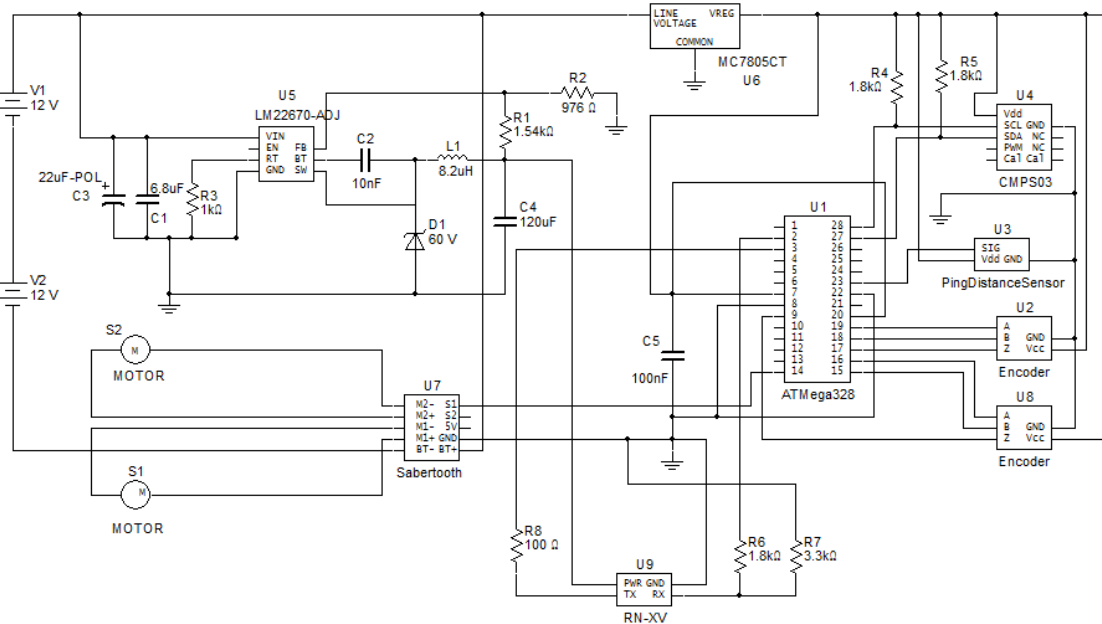 LINE VREG
VOLTAGE
COMMON
MC7805CT
U6
V1
12 V
U5
LM22670-ADJ
VIN
EN FB
RT BT
GND SW
R2
976 Ω
R1
1.54kΩ
C2
10nF
L1
8.2uH
22uF-POL
+
C3
6.8uF
C1
R3
1kΩ
D1
60 V
C4
120uF
R4
1.8kΩ
R5
1.8kΩ
U4
Vdd
SCL GND
SDA NC
PWM NC
Cal Cal
CMPS03
U1
1 28
2 27
3 26
4 25
5 24
6 23
7 22
8 21
9 20
10 19
11 18
12 17
13 16
14 15
ATMega328
U3
SIG
Vdd GND
PingDistanceSensor
U2
A
B GND
Z Vcc
Encoder
U8
A
B GND
Z Vcc
Encoder
V2
12 V
S2
M
MOTOR
C5
100nF
U7
M2- S1
M2+ S2
M1- 5V
M1+ GND
BT- BT+
Sabertooth
S1
M
MOTOR
R8
100 Ω
R6
1.8kΩ
R7
3.3kΩ
U9
PWR GND
TX RX
RN-XV